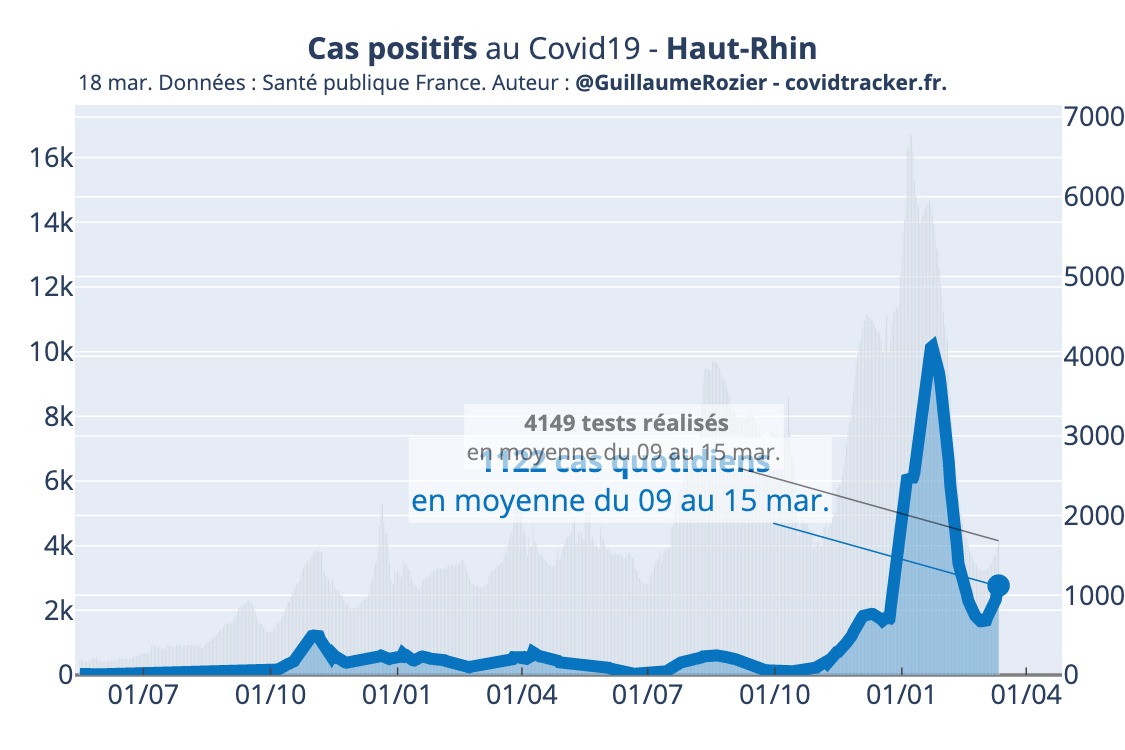 Cas positifs au Covid19 - Haut-Rhin
18 mar. Données : Santé publique France. Auteur : @GuillaumeRozier - covidtracker.fr.
16k
14k
12k
10k
8k
6k
4k
2k
0
7000
6000
5000
4000
3000
2000
1000
0
4149 tests réalisés
en moyenne du 09 au 15 mar.
1122 cas quotidiens
en moyenne du 09 au 15 mar.
01/07 01/10 01/01 01/04 01/07 01/10 01/01 01/04